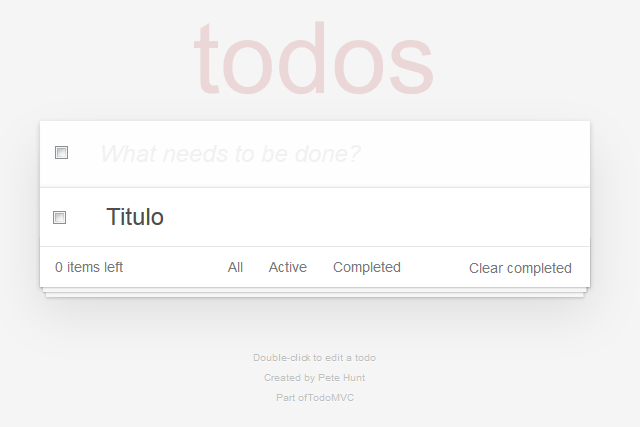 todos
What needs to be done?
Titulo
0 items left All Active Completed Clear completed
Double-click to edit a todo
Created by Pete Hunt
Part ofTodoMVC